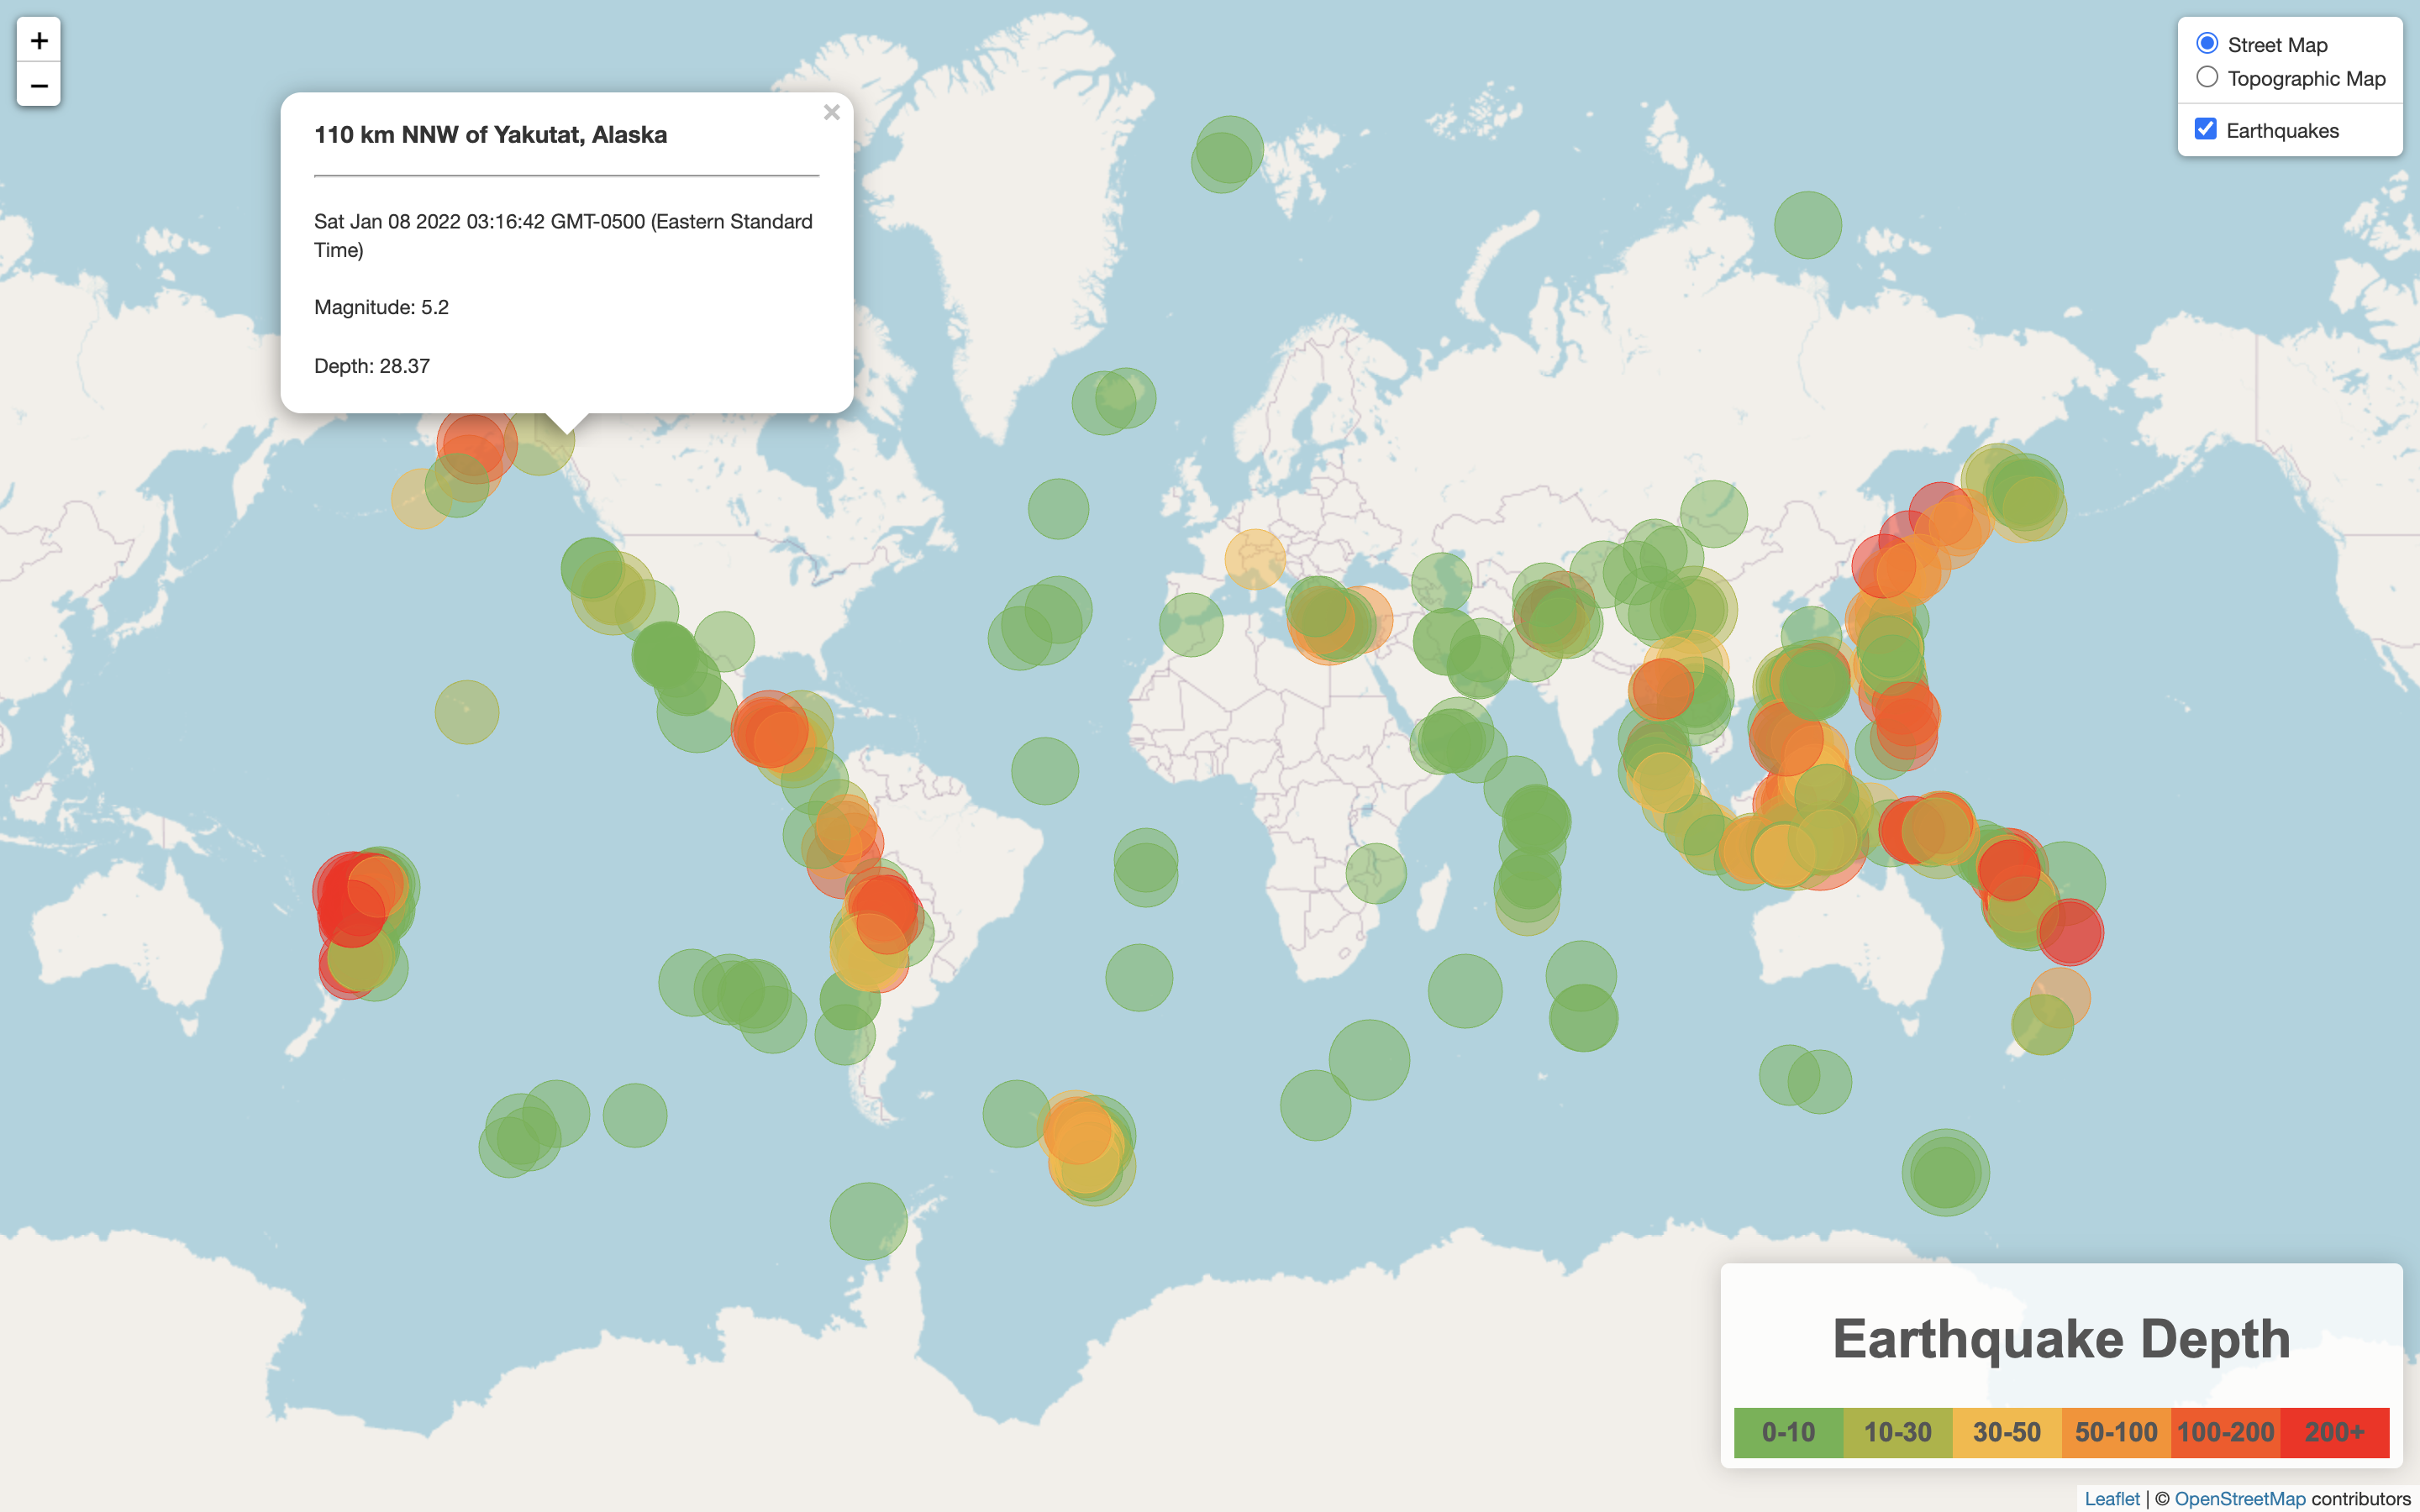 +
−
Street Map
Topographic Map
Earthquakes
×
110 km NNW of Yakutat, Alaska
Sat Jan 08 2022 03:16:42 GMT-0500 (Eastern Standard
Time)
Magnitude: 5.2
Depth: 28.37
Earthquake Depth
0-10 10-30 30-50 50-100 100-200 200+
Leaflet | © OpenStreetMap contributors